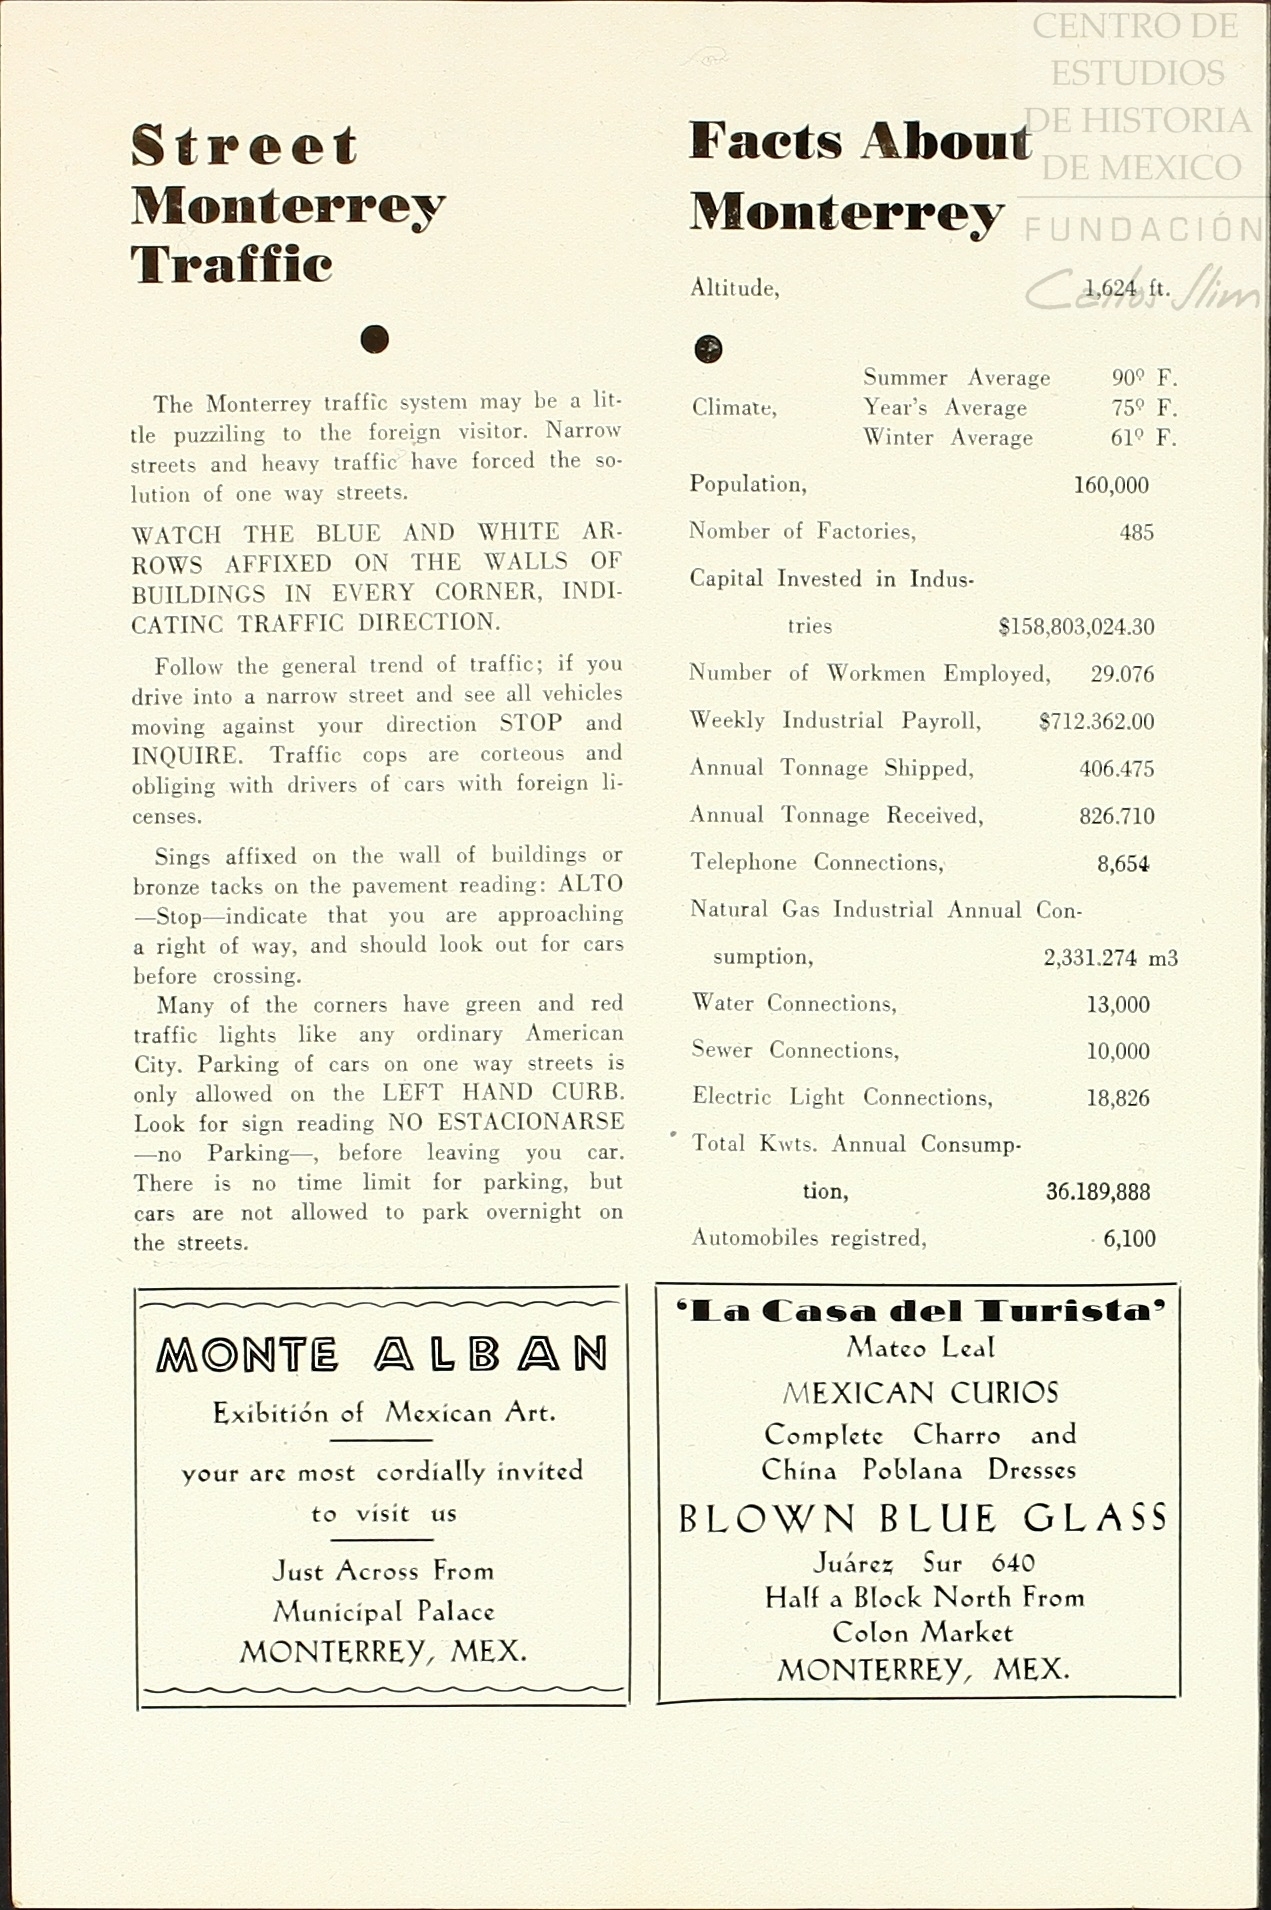 CENTRO DE
ESTUDIOS
DE HISTORIA
DE MEXICO
FUNDACIÓN
Carlos Slim
Street
Monterrey
Traffic
The Monterrey traffic system may be a lit-
tle puzziling to the foreign visitor. Narrow
streets and heavy traffic have forced the so-
lution of one way streets.
WATCH THE BLUE AND WHITE AR-
ROWS AFFIXED ON THE WALLS OF
BUILDINGS IN EVERY CORNER, INDI-
CATINC TRAFFIC DIRECTION.
Follow the general trend of traffic; if you
drive into a narrow street and see all vehicles
moving against your direction STOP and
INQUIRE. Traffic cops are corteous and
obliging with drivers of cars with foreign li-
censes.
Sings affixed on the wall of buildings or
bronze tacks on the pavement reading: ALTO
—Stop—indicate that you are approaching
a right of way, and should look out for cars
before crossing.
Many of the corners have green and red
traffic lights like any ordinary American
City. Parking of cars on one way streets is
only allowed on the LEFT HAND CURB.
Look for sign reading NO ESTACIONARSE
—no Parking—, before leaving you car.
There is no time limit for parking, but
cars are not allowed to park overnight on
the streets.
Facts About
Monterrey
Altitude, 1,624 ft.
Summer Average 90º F.
Climate, Year's Average 75º F.
Winter Average 61º F.
Population, 160,000
Nomber of Factories, 485
Capital Invested in Indus-
tries $158,803,024.30
Number of Workmen Employed, 29.076
Weekly Industrial Payroll, $712.362.00
Annual Tonnage Shipped, 406.475
Annual Tonnage Received, 826.710
Telephone Connections, 8,654
Natural Gas Industrial Annual Con-
sumption, 2,331.274 m3
Water Connections, 13,000
Sewer Connections, 10,000
Electric Light Connections, 18,826
Total Kwts. Annual Consump-
tion, 36.189,888
Automobiles registred, 6,100
MONTE ALBAN
Exibitión of Mexican Art.
your are most cordially invited
to visit us
Just Across From
Municipal Palace
MONTERREY, MEX.
‘La Casa del Turista’
Mateo Leal
MEXICAN CURIOS
Complete Charro and
China Poblana Dresses
BLOWN BLUE GLASS
Juárez Sur 640
Half a Block North From
Colon Market
MONTERREY, MEX.